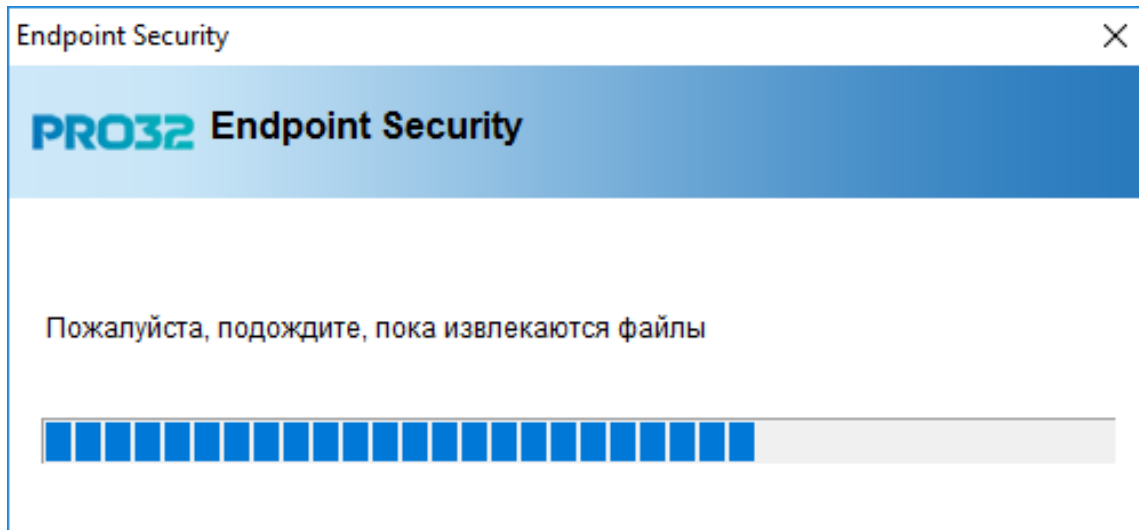 Endpoint Security
PRO32 Endpoint Security
Пожалуйста, подождите, пока извлекаются файлы